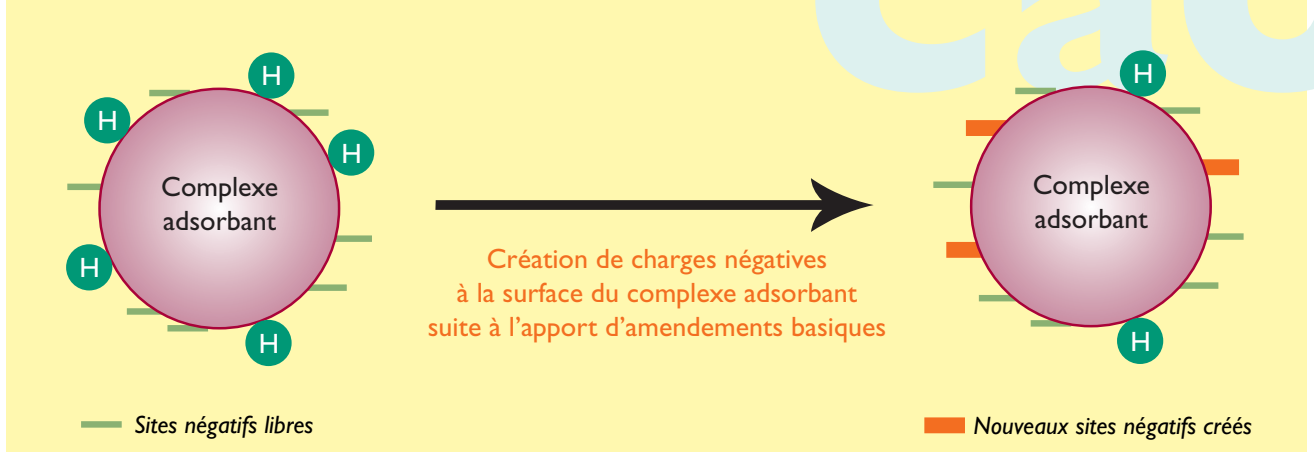 CaO
H
H
H
H
H
Complexe
adsorbant
Création de charges négatives
à la surface du complexe adsorbant
suite à l'apport d'amendements basiques
H
Complexe
adsorbant
H
Sites négatifs libres
Nouveaux sites négatifs créés